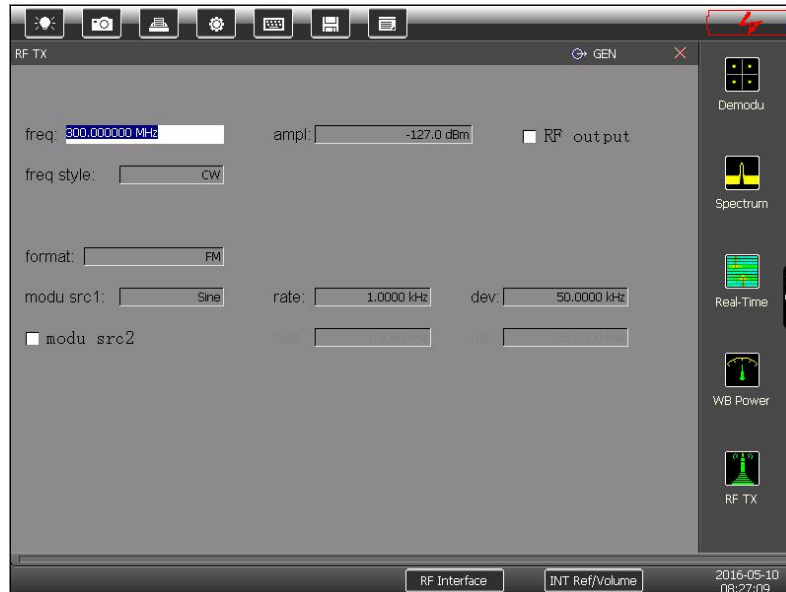 RF TX GEN
Demodu
freq: 300.000000 MHz ampl: -127.0 dBm RF output
freq style: CW
Spectrum
format: FM
modu src1: Sine rate: 1.0000 kHz dev: 50.0000 kHz
Real-Time
modu src2
WB Power
RF TX
RF Interface INT Ref/Volume
2016-05-10
08:27:09